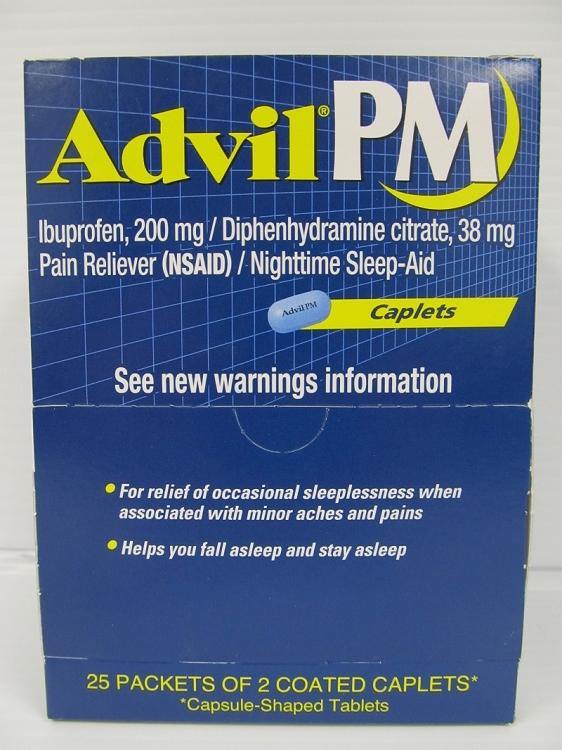 Advil® PM
Ibuprofen, 200 mg / Diphenhydramine citrate, 38 mg
Pain Reliever (NSAID) / Nighttime Sleep-Aid
Advil PM
Caplets
See new warnings information
• For relief of occasional sleeplessness when
associated with minor aches and pains
• Helps you fall asleep and stay asleep
25 PACKETS OF 2 COATED CAPLETS*
*Capsule-Shaped Tablets